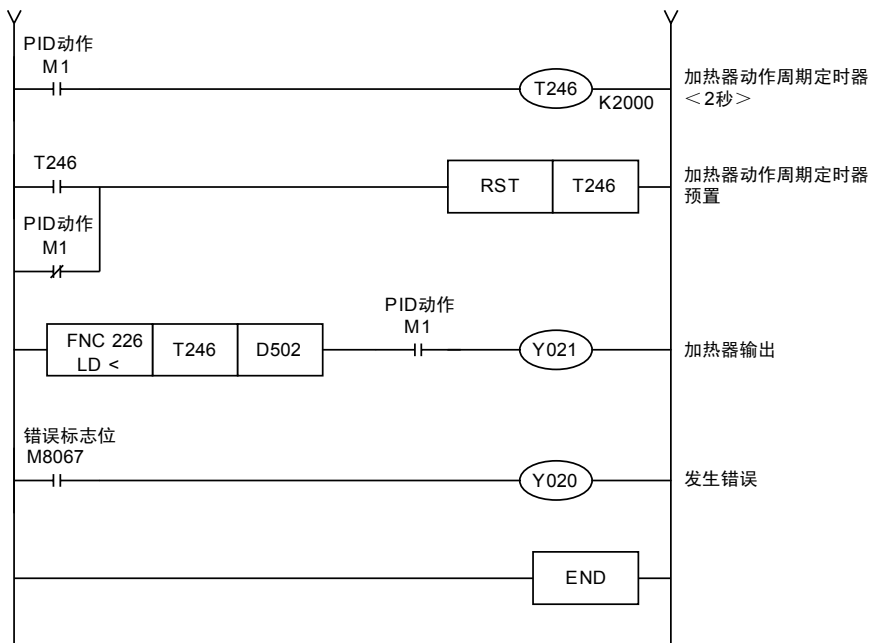 PID动作
M1
T246
K2000
加热器动作周期定时器
＜2秒＞
T246
RST
T246
加热器动作周期定时器
预置
PID动作
M1
FNC 226
LD <
T246
D502
PID动作
M1
Y021
加热器输出
错误标志位
M8067
Y020
发生错误
END